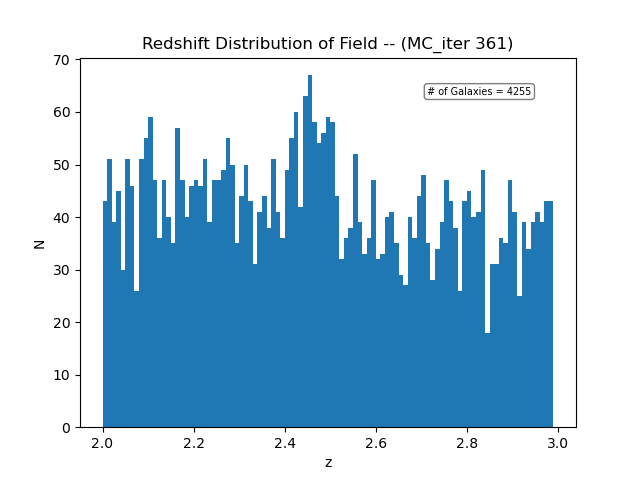 Redshift Distribution of Field -- (MC_iter 361)
# of Galaxies = 4255
70
60
50
40
30
20
10
0
N
2.0 2.2 2.4 2.6 2.8 3.0
z